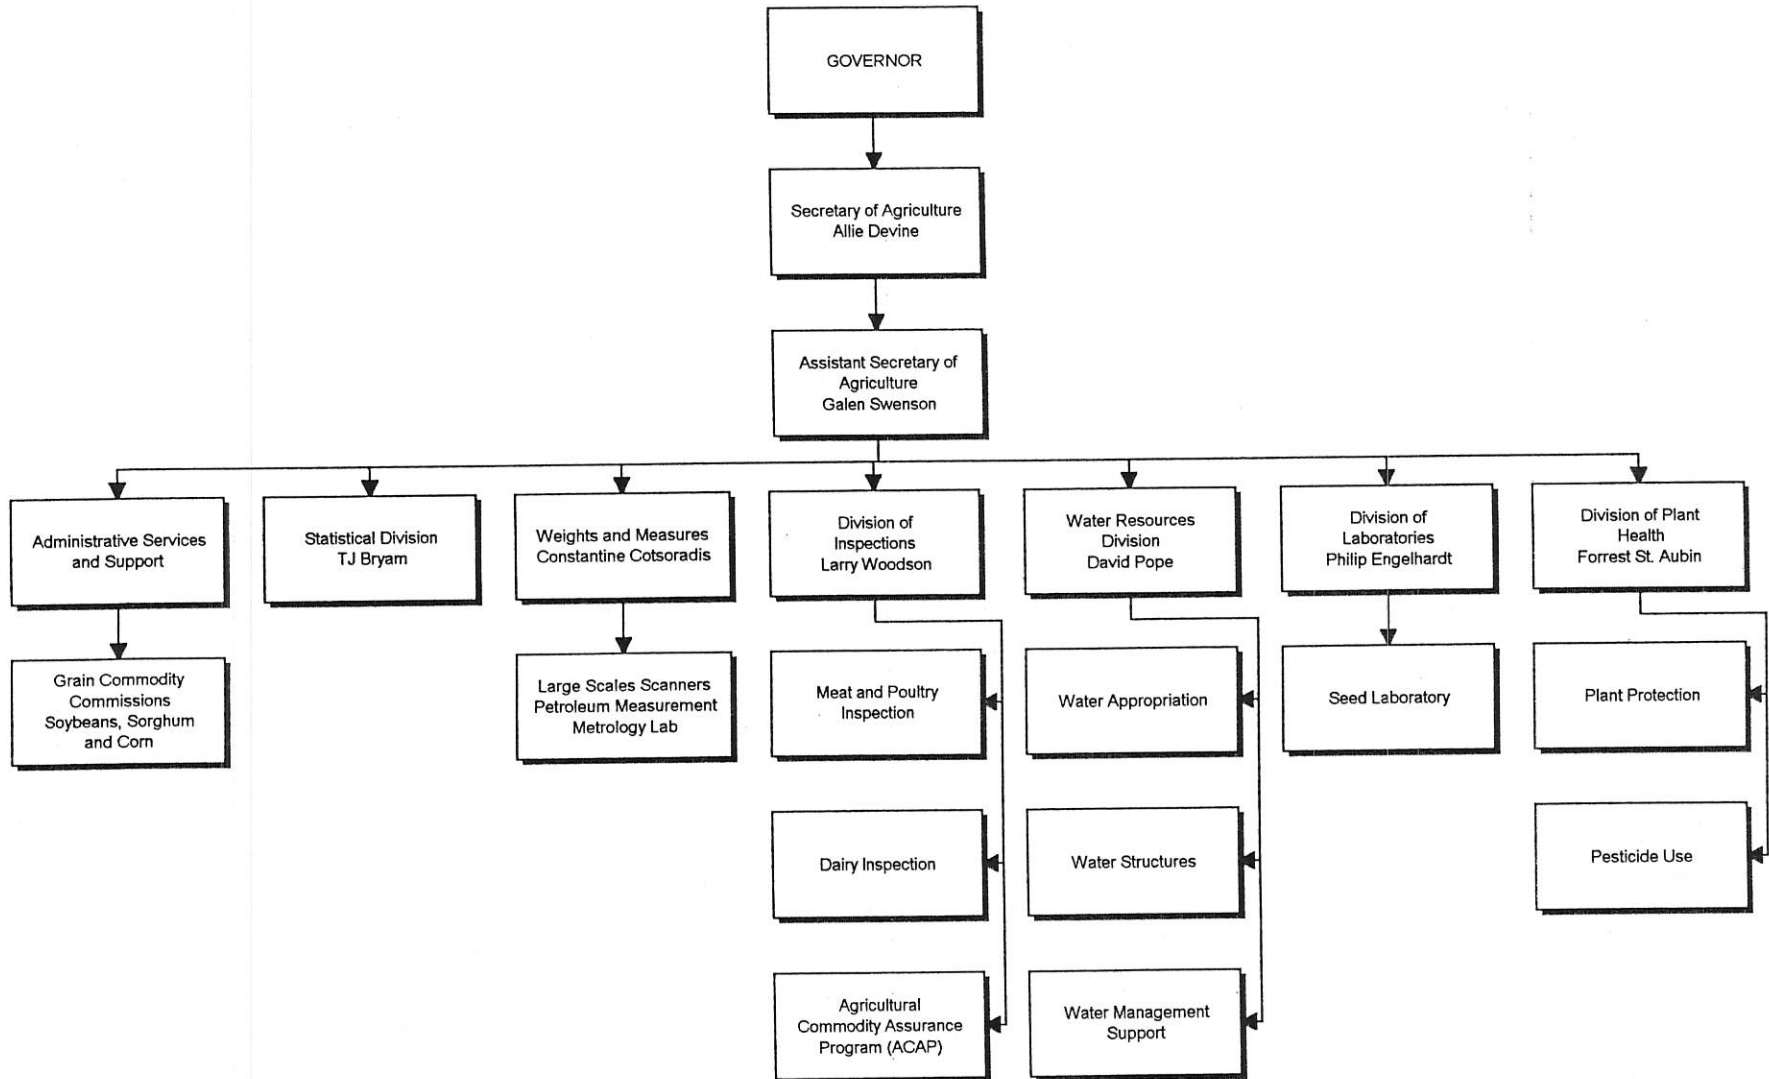 GOVERNOR
Secretary of Agriculture
Allie Devine
Assistant Secretary of
Agriculture
Galen Swenson
Administrative Services
and Support
Statistical Division
TJ Bryam
Weights and Measures
Constantine Cotsoradis
Division of
Inspections
Larry Woodson
Water Resources
Division
David Pope
Division of
Laboratories
Philip Engelhardt
Division of Plant
Health
Forrest St. Aubin
Grain Commodity
Commissions
Soybeans, Sorghum
and Corn
Large Scales Scanners
Petroleum Measurement
Metrology Lab
Meat and Poultry
Inspection
Water Appropriation
Seed Laboratory
Plant Protection
Dairy Inspection
Water Structures
Pesticide Use
Agricultural
Commodity Assurance
Program (ACAP)
Water Management
Support